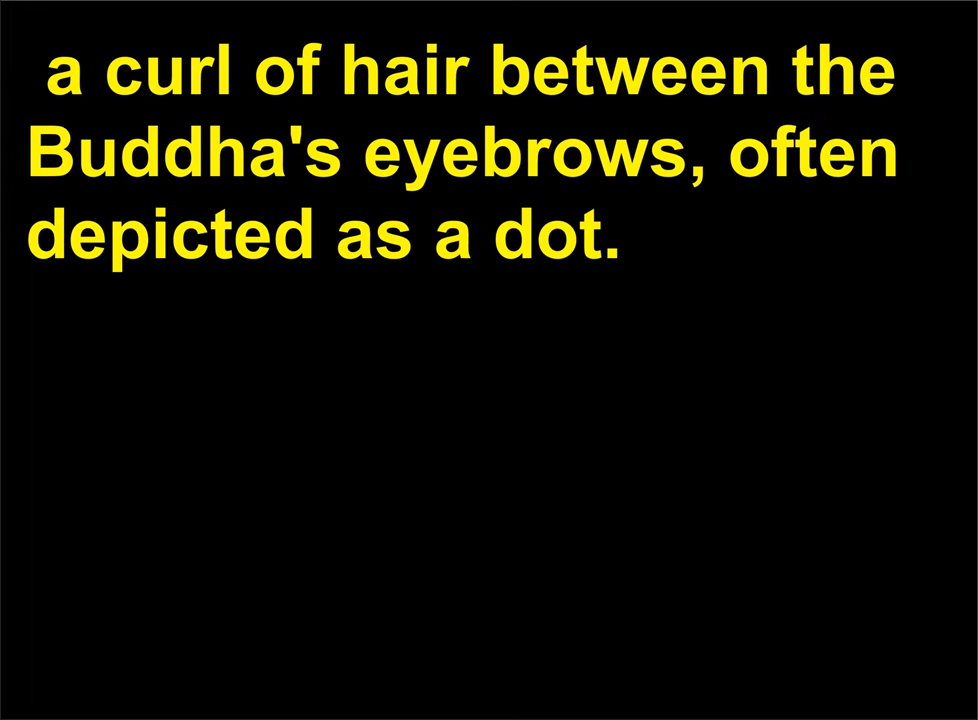 a curl of hair between the
Buddha's eyebrows, often
depicted as a dot.